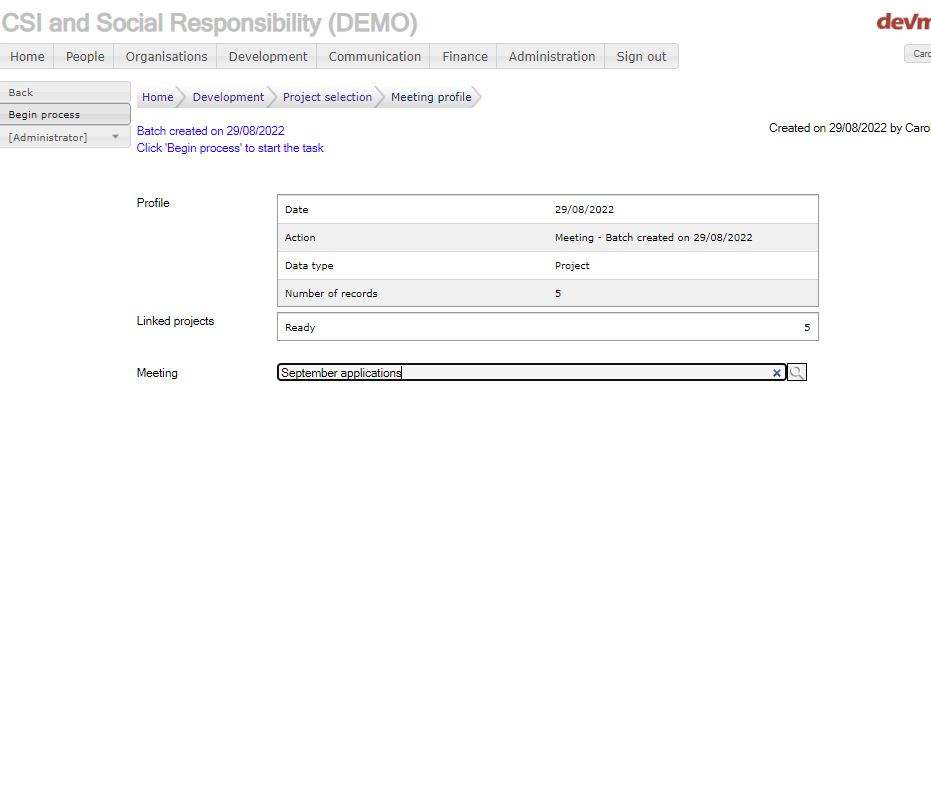 CSI and Social Responsibility (DEMO)
Home People Organisations Development Communication Finance Administration Sign out
Back
Begin process
[Administrator]
Home Development Project selection Meeting profile
Batch created on 29/08/2022
Click 'Begin process' to start the task
Created on 29/08/2022 by
Profile
Date 29/08/2022
Action Meeting - Batch created on 29/08/2022
Data type Project
Number of records 5
Linked projects
Ready 5
Meeting
September applications